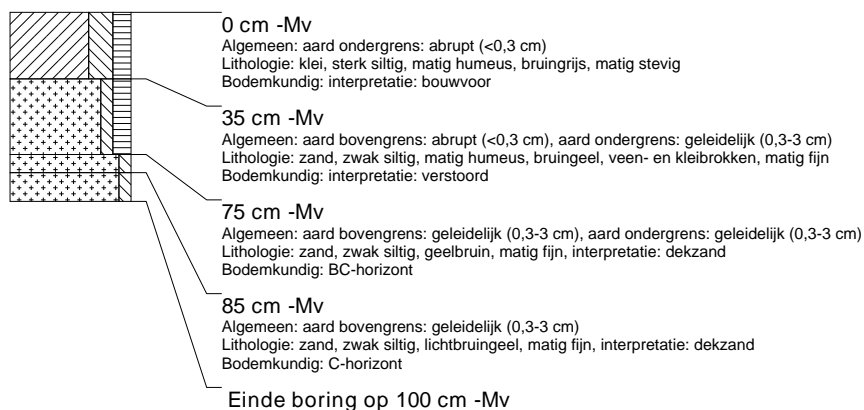 0 cm -Mv
Algemeen: aard ondergrens: abrupt (<0,3 cm)
Lithologie: klei, sterk siltig, matig humeus, bruingrijs, matig stevig
Bodemkundig: interpretatie: bouwvoor
35 cm -Mv
Algemeen: aard bovengrens: abrupt (<0,3 cm), aard ondergrens: geleidelijk (0,3-3 cm)
Lithologie: zand, zwak siltig, matig humeus, bruingeel, veen- en kleibrokken, matig fijn
Bodemkundig: interpretatie: verstoord
75 cm -Mv
Algemeen: aard bovengrens: geleidelijk (0,3-3 cm), aard ondergrens: geleidelijk (0,3-3 cm)
Lithologie: zand, zwak siltig, geelbruin, matig fijn, interpretatie: dekzand
Bodemkundig: BC-horizont
85 cm -Mv
Algemeen: aard bovengrens: geleidelijk (0,3-3 cm)
Lithologie: zand, zwak siltig, lichtbruingeel, matig fijn, interpretatie: dekzand
Bodemkundig: C-horizont
Einde boring op 100 cm -Mv